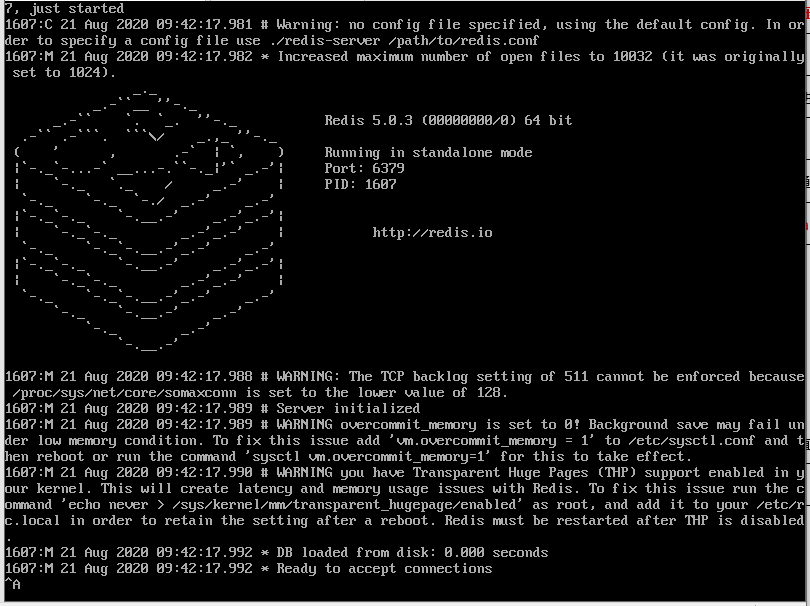 7, just started
1607:C 21 Aug 2020 09:42:17.981 # Warning: no config file specified, using the default config. In or
der to specify a config file use ./redis-server /path/to/redis.conf
1607:M 21 Aug 2020 09:42:17.982 * Increased maximum number of open files to 10032 (it was originally
 set to 1024).
Redis 5.0.3 (00000000/0) 64 bit
Running in standalone mode
Port: 6379
PID: 1607
http://redis.io
1607:M 21 Aug 2020 09:42:17.988 # WARNING: The TCP backlog setting of 511 cannot be enforced because
 /proc/sys/net/core/somaxconn is set to the lower value of 128.
1607:M 21 Aug 2020 09:42:17.989 # Server initialized
1607:M 21 Aug 2020 09:42:17.989 # WARNING overcommit_memory is set to 0! Background save may fail un
der low memory condition. To fix this issue add 'vm.overcommit_memory = 1' to /etc/sysctl.conf and t
hen reboot or run the command 'sysctl vm.overcommit_memory=1' for this to take effect.
1607:M 21 Aug 2020 09:42:17.990 # WARNING you have Transparent Huge Pages (THP) support enabled in y
our kernel. This will create latency and memory usage issues with Redis. To fix this issue run the c
ommand 'echo never > /sys/kernel/mm/transparent_hugepage/enabled' as root, and add it to your /etc/r
c.local in order to retain the setting after a reboot. Redis must be restarted after THP is disabled
.
1607:M 21 Aug 2020 09:42:17.992 * DB loaded from disk: 0.000 seconds
1607:M 21 Aug 2020 09:42:17.992 * Ready to accept connections
^A